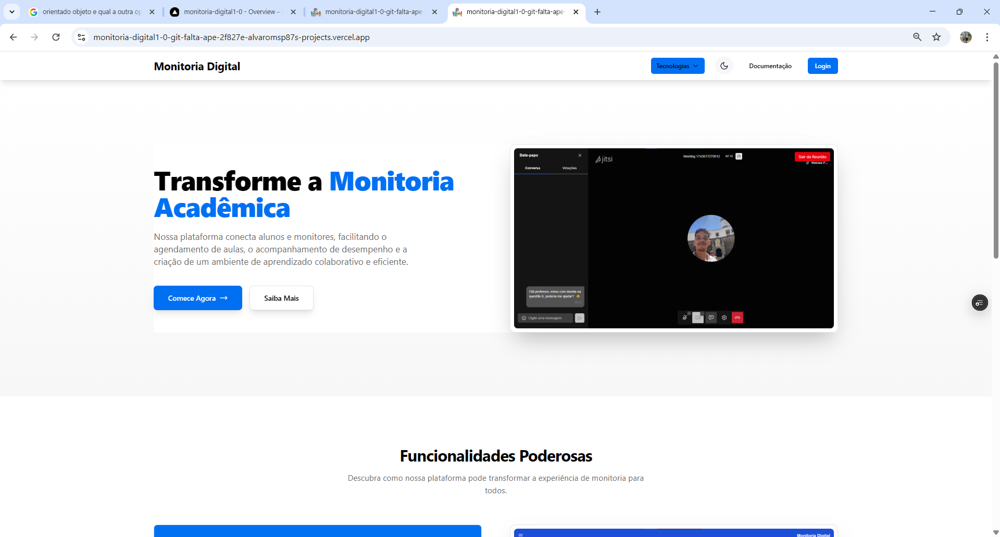 orientado objeto e qual a outra op
monitoria-digital1-0 - Overview –
monitoria-digital1-0-git-falta-ape-
monitoria-digital1-0-git-falta-ape-
monitoria-digital1-0-git-falta-ape-2f827e-alvaromsp87s-projects.vercel.app
Monitoria Digital
Tecnologias
Documentação
Login
Transforme a Monitoria
Acadêmica
Nossa plataforma conecta alunos e monitores, facilitando o
agendamento de aulas, o acompanhamento de desempenho e a
criação de um ambiente de aprendizado colaborativo e eficiente.
Comece Agora →
Saiba Mais
Bate-papo
Conversa
Votações
jitsi
Meeting 1743617270012
02:15
Sair da Reunião
Vinicius P...
Olá professor, estou com duvida na
questão 6, poderia me ajudar? 😢
Digite uma mensagem
Funcionalidades Poderosas
Descubra como nossa plataforma pode transformar a experiência de monitoria para
todos.
Monitoria Digital